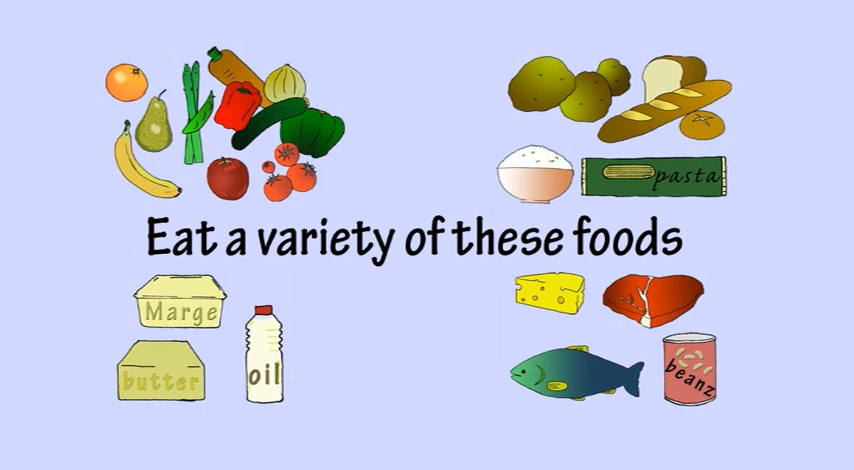 pasta
Eat a variety of these foods
Marge
butter
oil
beanz